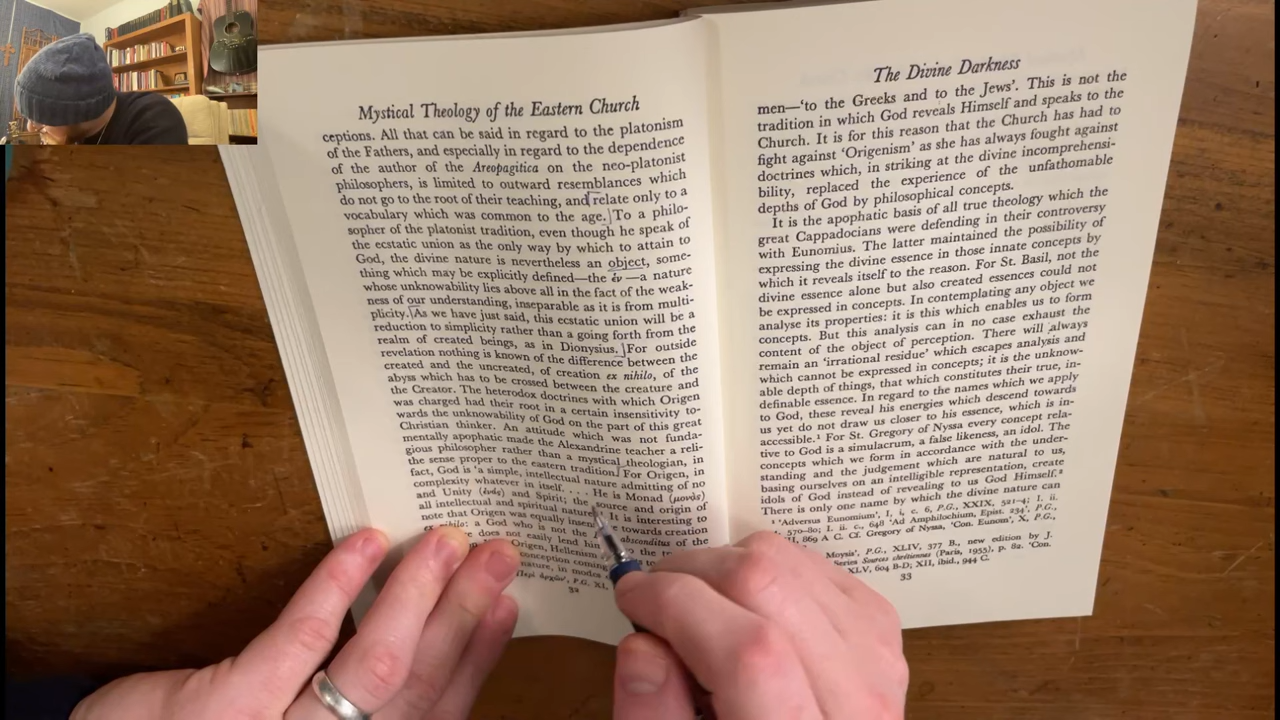 Mystical Theology of the Eastern Church
ceptions. All that can be said in regard to the platonism
of the Fathers, and especially in regard to the dependence
of the author of the Areopagitica on the neo-platonist
philosophers, is limited to outward resemblances which
do not go to the root of their teaching, and relate only to a
vocabulary which was common to the age. To a philo-
sopher of the platonist tradition, even though he speak of
the ecstatic union as the only way by which to attain to
God, the divine nature is nevertheless an object, some-
thing which may be explicitly defined—the ἐν—a nature
whose unknowability lies above all in the fact of the weak-
ness of our understanding, inseparable as it is from multi-
plicity. As we have just said, this ecstatic union will be a
reduction to simplicity rather than a going forth from the
realm of created beings, as in Dionysius. For outside
revelation nothing is known of the difference between the
created and the uncreated, of creation ex nihilo, of the
abyss which has to be crossed between the creature and
the Creator. The heterodox doctrines with which Origen
was charged had their root in a certain insensitivity to-
wards the unknowability of God on the part of this great
Christian thinker. An attitude which was not funda-
mentally apophatic made the Alexandrine teacher a reli-
gious philosopher rather than a mystical theologian, in
the sense proper to the eastern tradition. For Origen, in
fact, God is 'a simple, intellectual nature admitting of no
complexity whatever in itself. . . . He is Monad (μονὰς)
and Unity (ἑνὰς) and Spirit; the source and origin of
all intellectual and spiritual nature'. It is interesting to
note that Origen was equally towards creation
ex nihilo: a God who is not the absconditus of the
does not easily lend to the
Origen, Hellenism
conception coming
nature, in modes
Περὶ ἀρχῶν', P.G. XI,
32
The Divine Darkness
men—'to the Greeks and to the Jews'. This is not the
tradition in which God reveals Himself and speaks to the
Church. It is for this reason that the Church has had to
fight against 'Origenism' as she has always fought against
doctrines which, in striking at the divine incomprehensi-
bility, replaced the experience of the unfathomable
depths of God by philosophical concepts.
It is the apophatic basis of all true theology which the
great Cappadocians were defending in their controversy
with Eunomius. The latter maintained the possibility of
expressing the divine essence in those innate concepts by
which it reveals itself to the reason. For St. Basil, not the
divine essence alone but also created essences could not
be expressed in concepts. In contemplating any object we
analyse its properties: it is this which enables us to form
concepts. But this analysis can in no case exhaust the
content of the object of perception. There will always
remain an 'irrational residue' which escapes analysis and
which cannot be expressed in concepts; it is the unknow-
able depth of things, that which constitutes their true, in-
definable essence. In regard to the names which we apply
to God, these reveal his energies which descend towards
us yet do not draw us closer to his essence, which is in-
accessible.¹ For St. Gregory of Nyssa every concept rela-
tive to God is a simulacrum, a false likeness, an idol. The
concepts which we form in accordance with the under-
standing and the judgement which are natural to us,
basing ourselves on an intelligible representation, create
idols of God instead of revealing to us God Himself.²
There is only one name by which the divine nature can
¹ 'Adversus Eunomium', I, i, c. 6, P.G., XXIX, 521-4; I. ii.
570-80; I. ii. c., 648 'Ad Amphilochium, Epist. 234', P.G.,
869 A C. Cf. Gregory of Nyssa, 'Con. Eunom', X, P.G.,
Moysis', P.G., XLIV, 377 B., new edition by J.
Series Sources chrétiennes (Paris, 1955), p. 82. 'Con.
XLV, 604 B-D; XII, ibid., 944 C.
33